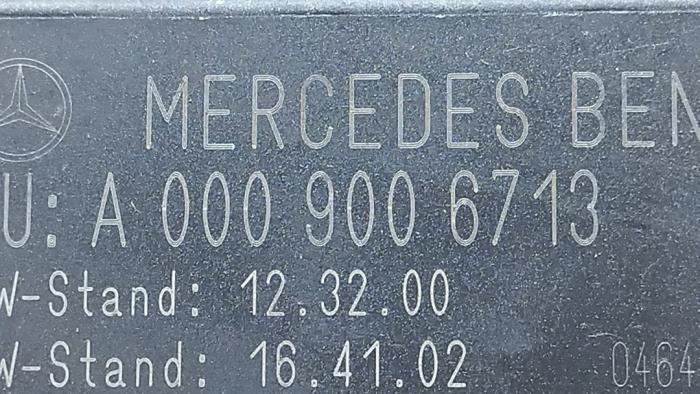 MERCEDES BEN
U: A 000 900 6713
W-Stand: 12.32.00
W-Stand: 16.41.02
0464